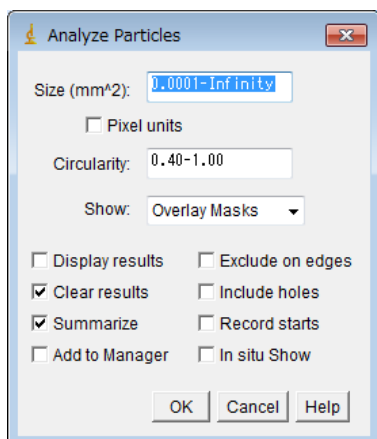 Analyze Particles
Size (mm^2): 0.0001-Infinity
Pixel units
Circularity: 0.40-1.00
Show: Overlay Masks
Display results Exclude on edges
Clear results Include holes
Summarize Record starts
Add to Manager In situ Show
OK Cancel Help